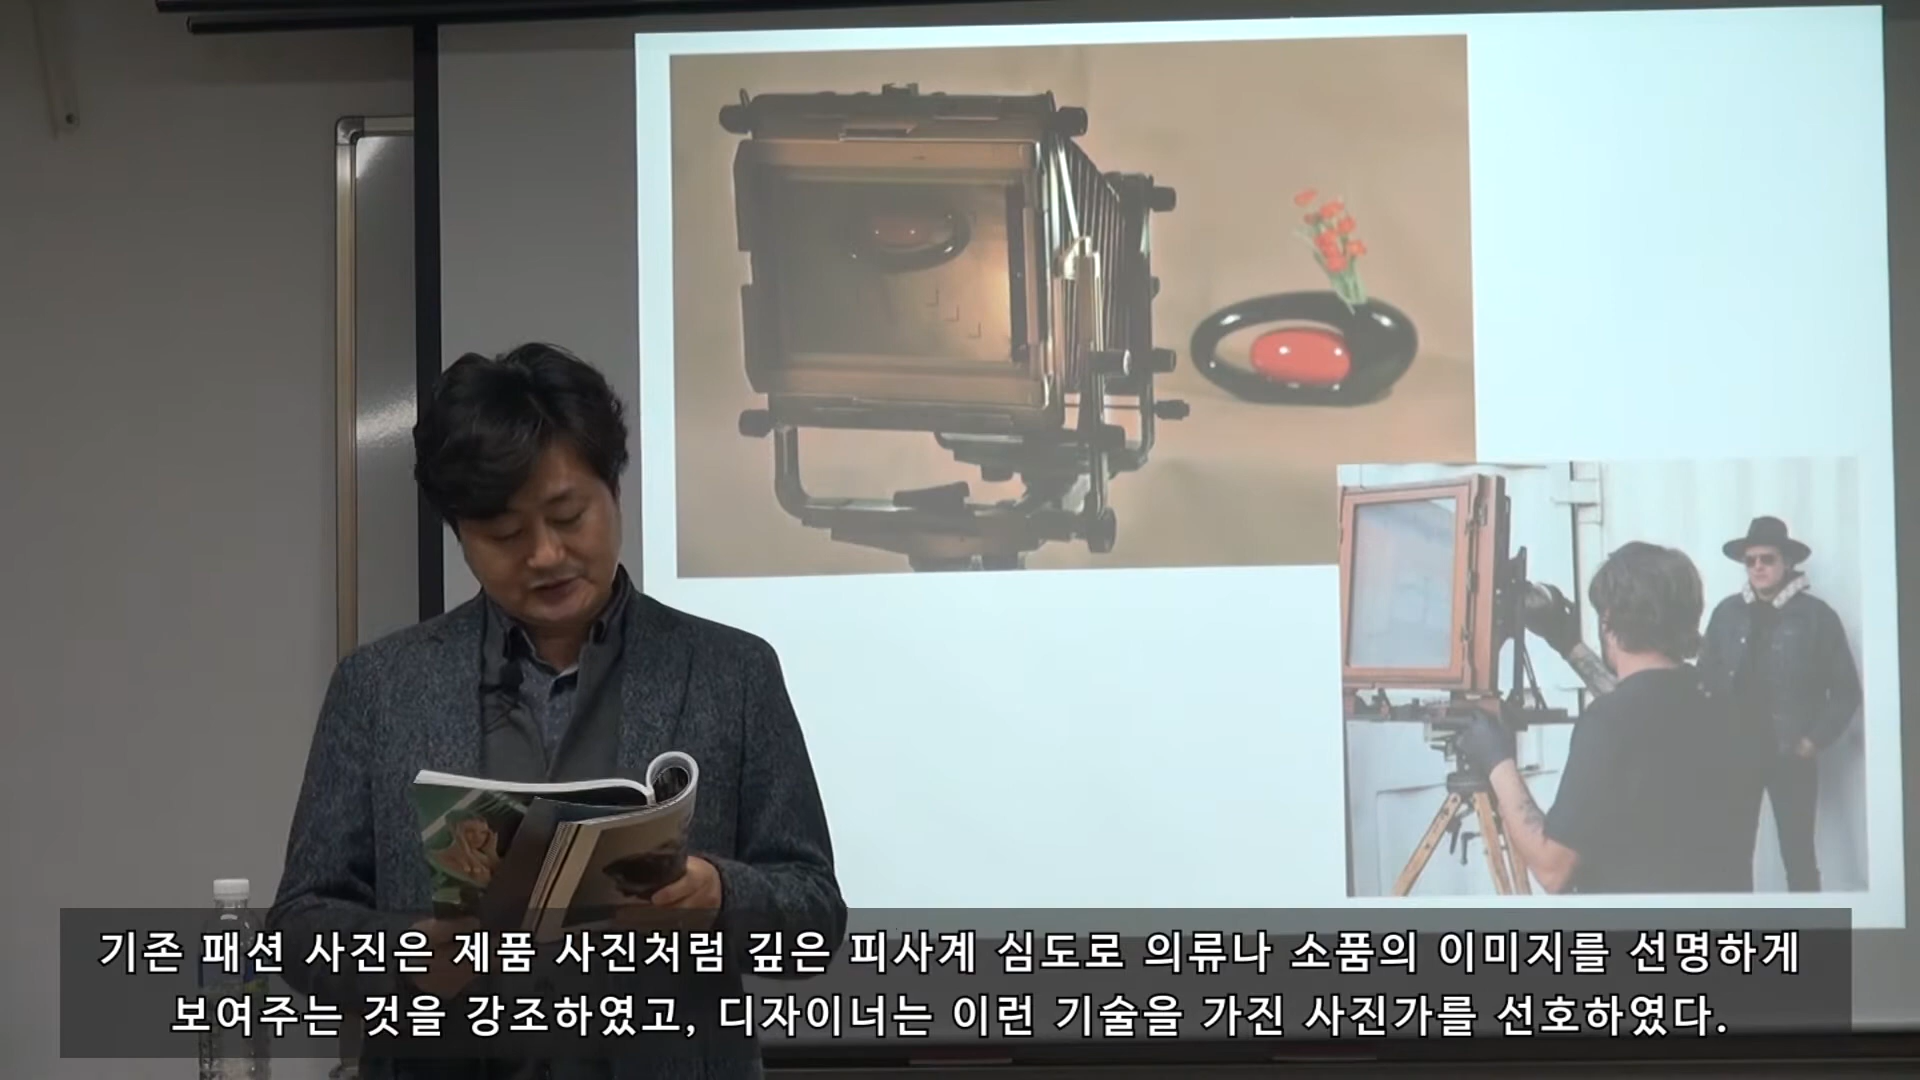 기존 패션 사진은 제품 사진처럼 깊은 피사계 심도로 의류나 소품의 이미지를 선명하게
보여주는 것을 강조하였고, 디자이너는 이런 기술을 가진 사진가를 선호하였다.